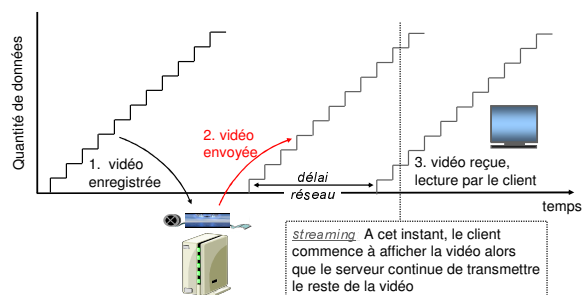 Quantité de données
1. vidéo
enregistrée
2. vidéo
envoyée
délai
réseau
3. vidéo reçue,
lecture par le client
temps
streaming A cet instant, le client
commence à afficher la vidéo alors
que le serveur continue de transmettre
le reste de la vidéo